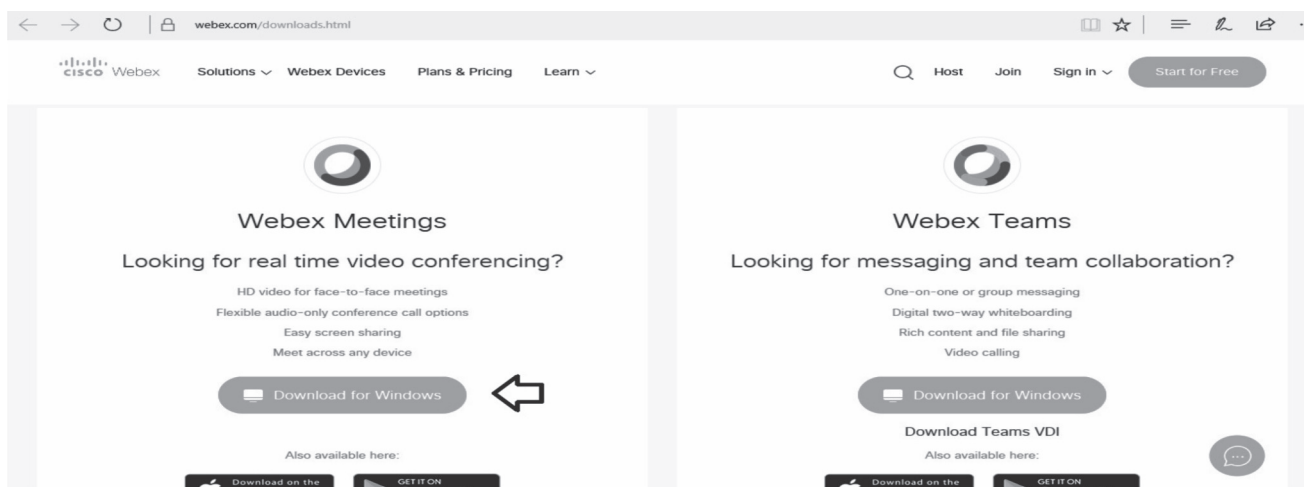 webex.com/downloads.html
cisco Webex Solutions Webex Devices Plans & Pricing Learn Host Join Sign in Start for Free
Webex Meetings
Looking for real time video conferencing?
HD video for face-to-face meetings
Flexible audio-only conference call options
Easy screen sharing
Meet across any device
Download for Windows
Also available here:
Download on the
GET IT ON
Webex Teams
Looking for messaging and team collaboration?
One-on-one or group messaging
Digital two-way whiteboarding
Rich content and file sharing
Video calling
Download for Windows
Download Teams VDI
Also available here:
Download on the
GET IT ON